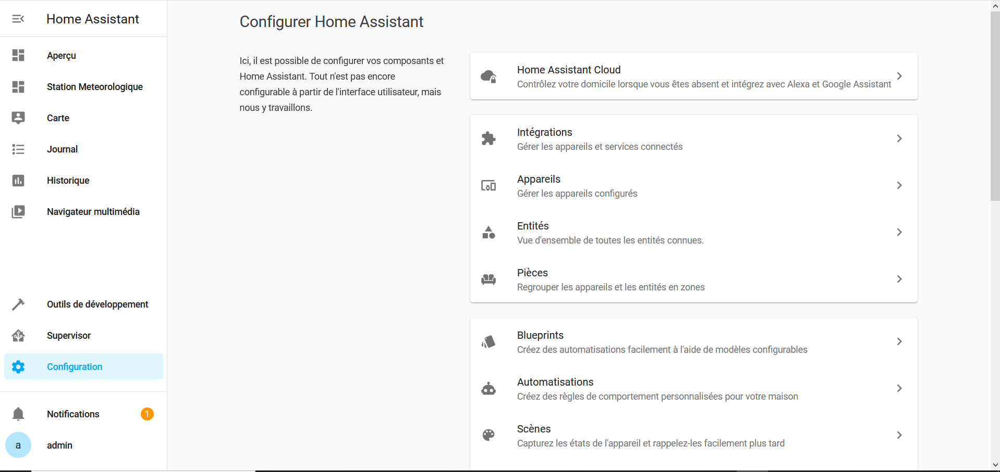 Home Assistant
Aperçu
Station Meteorologique
Carte
Journal
Historique
Navigateur multimédia
Outils de développement
Supervisor
Configuration
Notifications 1
a admin
Configurer Home Assistant
Ici, il est possible de configurer vos composants et
Home Assistant. Tout n'est pas encore
configurable à partir de l'interface utilisateur, mais
nous y travaillons.
Home Assistant Cloud
Contrôlez votre domicile lorsque vous êtes absent et intégrez avec Alexa et Google Assistant
Intégrations
Gérer les appareils et services connectés
Appareils
Gérer les appareils configurés
Entités
Vue d'ensemble de toutes les entités connues.
Pièces
Regrouper les appareils et les entités en zones
Blueprints
Créez des automatisations facilement à l'aide de modèles configurables
Automatisations
Créez des règles de comportement personnalisées pour votre maison
Scènes
Capturez les états de l'appareil et rappelez-les facilement plus tard